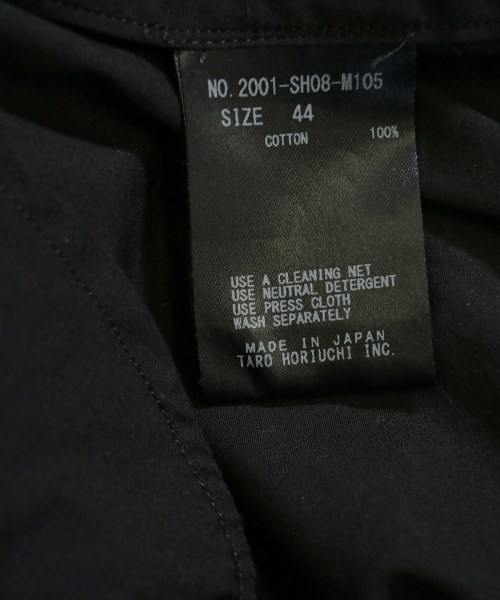 NO. 2001-SH08-M105
SIZE 44
COTTON 100%
USE A CLEANING NET
USE NEUTRAL DETERGENT
USE PRESS CLOTH
WASH SEPARATELY
MADE IN JAPAN
TARO HORIUCHI INC.